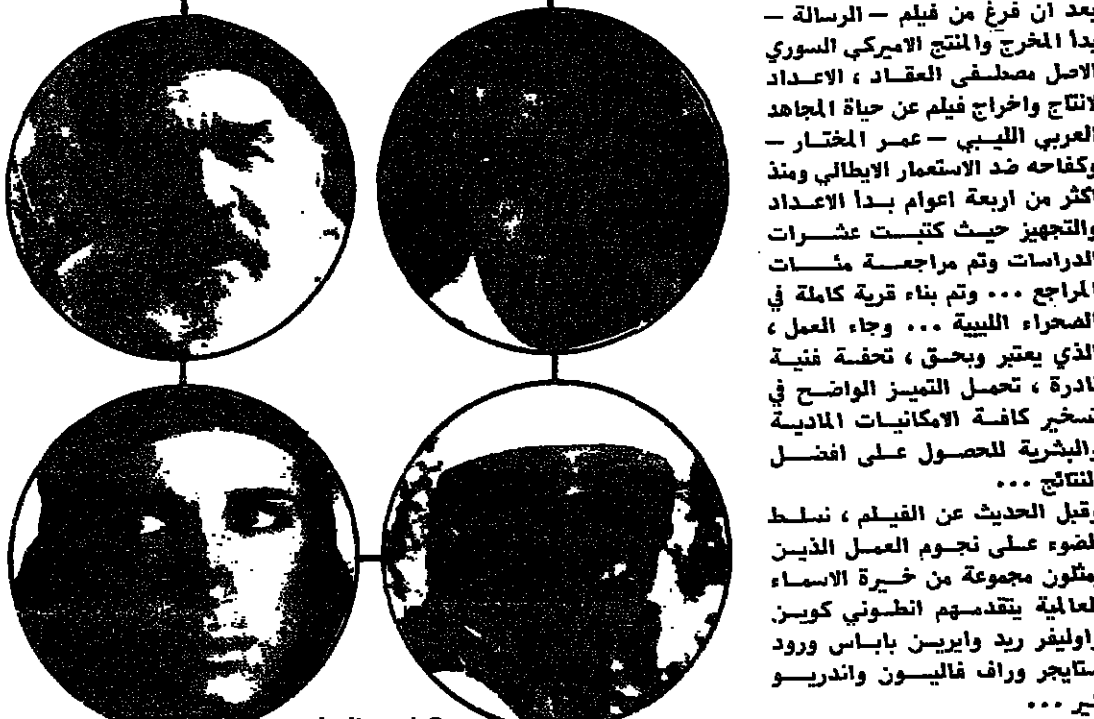 بعد ان فرغ من فيلم — الرسالة —
بدأ المخرج والمنتج الاميركي السوري
الاصل مصطفى العقاد ، الاعداد
لانتاج واخراج فيلم عن حياة المجاهد
العربي الليبي — عمر المختار —
وكفاحه ضد الاستعمار الايطالي ومنذ
اكثر من اربعة اعوام بدأ الاعداد
والتجهيز حيث كتبت عشرات
الدراسات وتم مراجعة مئات
المراجع ... وتم بناء قرية كاملة في
الصحراء الليبية ... وجاء العمل ،
الذي يعتبر وبحق ، تحفة فنية
نادرة ، تحمل التميز الواضح في
تسخير كافة الامكانيات المادية
والبشرية للحصول على افضل
النتائج ...
وقبل الحديث عن الفيلم ، نسلط
الضوء على نجوم العمل الذين
يمثلون مجموعة من خيرة الاسماء
العالمية يتقدمهم انطوني كوين
واوليفر ريد وايرين باباس ورود
ستايجر وراف فاليون واندريو
كير ...